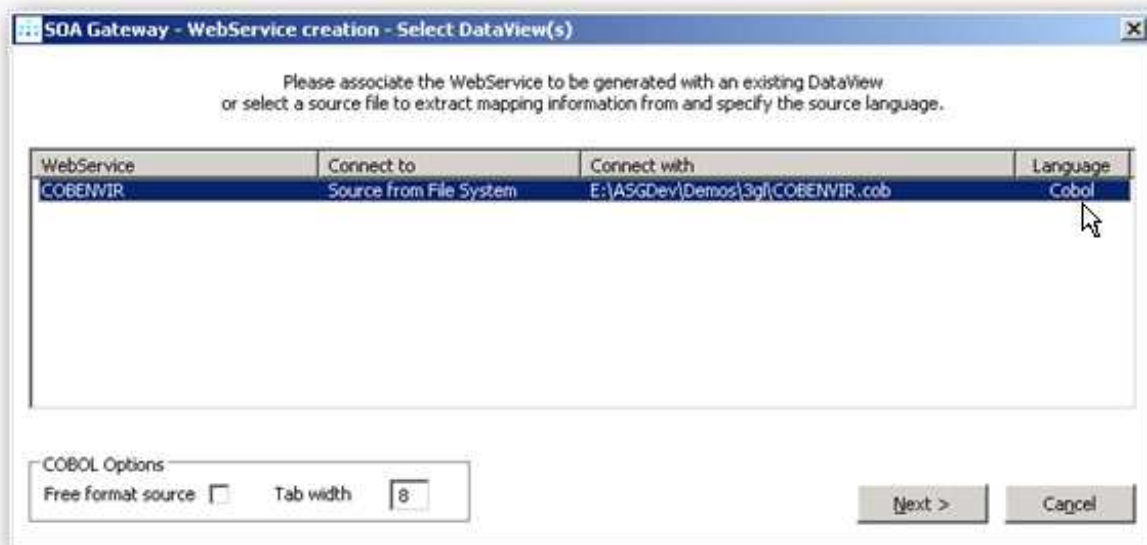 SOA Gateway - WebService creation - Select DataView(s)
Please associate the WebService to be generated with an existing DataView
or select a source file to extract mapping information from and specify the source language.
WebService Connect to Connect with Language
COBENVIR Source from File System E:\ASGDev\Demos\3gl\COBENVIR.cob Cobol
COBOL Options
Free format source Tab width 8
Next > Cancel